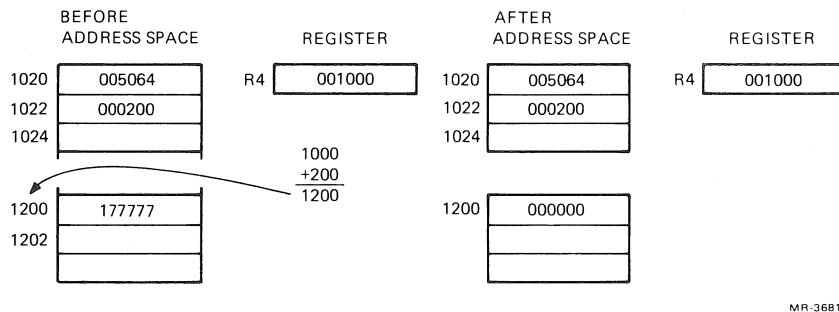 BEFORE
ADDRESS SPACE
REGISTER
1020 005064
R4 001000
1022 000200
1024
1000
+200
1200
1200 177777
1202
AFTER
ADDRESS SPACE
REGISTER
1020 005064
R4 001000
1022 000200
1024
1200 000000
MR-3681